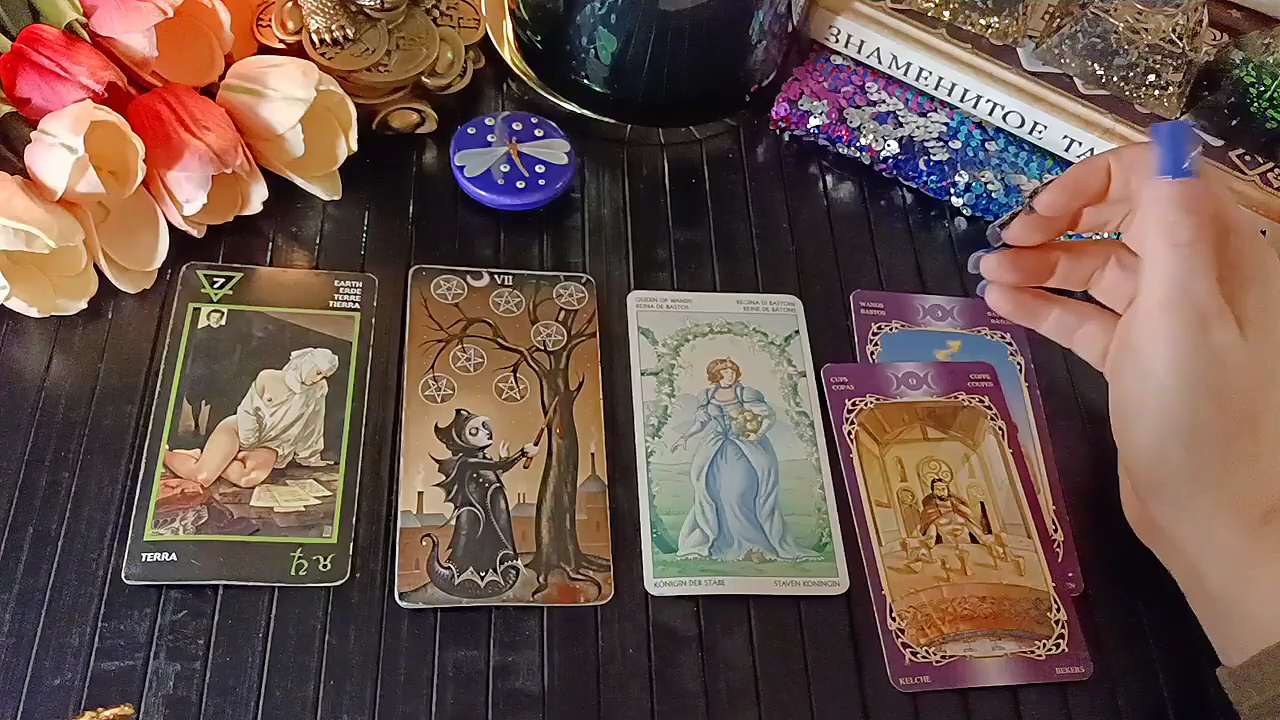 ЗНАМЕНИТОЕ ТА
7
EARTH
ERDE
TERRE
TIERRA
TERRA
VII
QUEEN OF WANDS
REINA DE BASTOS
REGINA DI BASTONI
REINE DE BÂTONS
KÖNIGIN DER STÄBE
STAVEN KONINGIN
WANDS
BASTOS
CUPS
COPAS
COPPE
COUPES
KELCHE
BEKERS